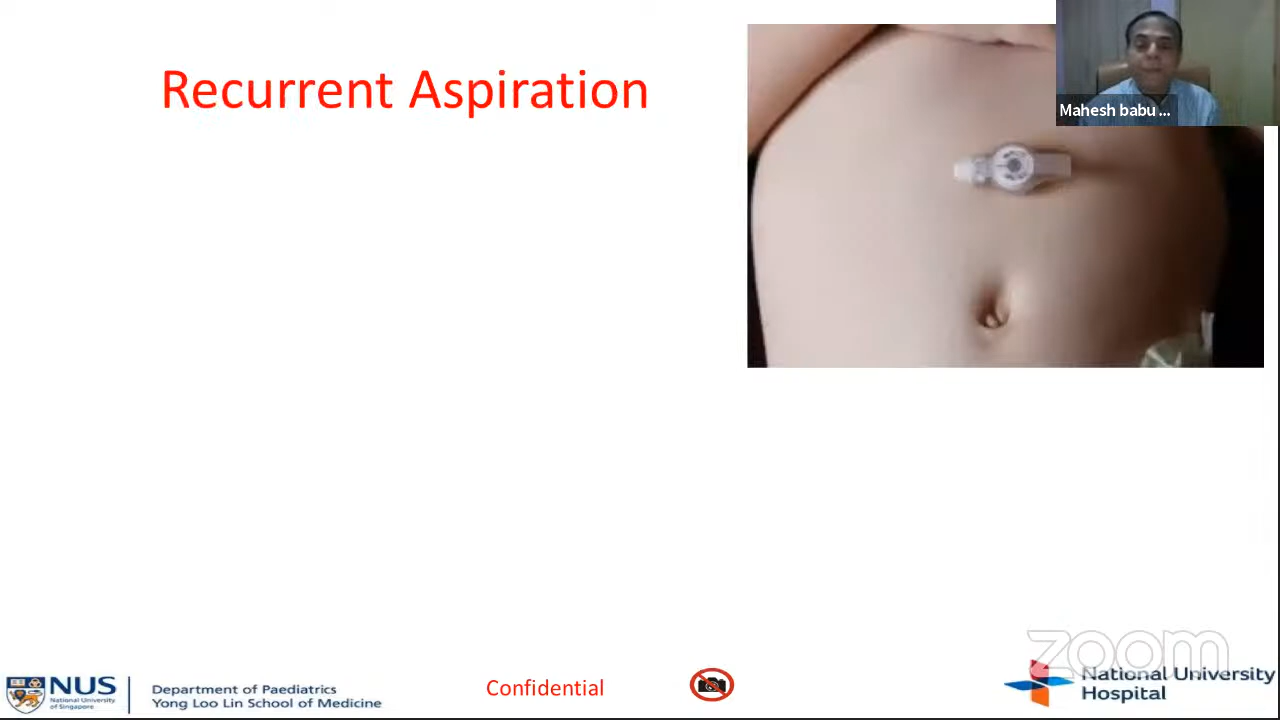 Recurrent Aspiration
Mahesh babu ...
zoom
NUS
National University
of Singapore
Department of Paediatrics
Yong Loo Lin School of Medicine
Confidential
National University
Hospital